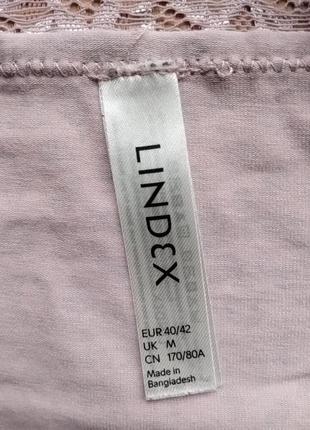 LINDEX
EUR 40/42
UK M
CN 170/80A
Made in
Bangladesh